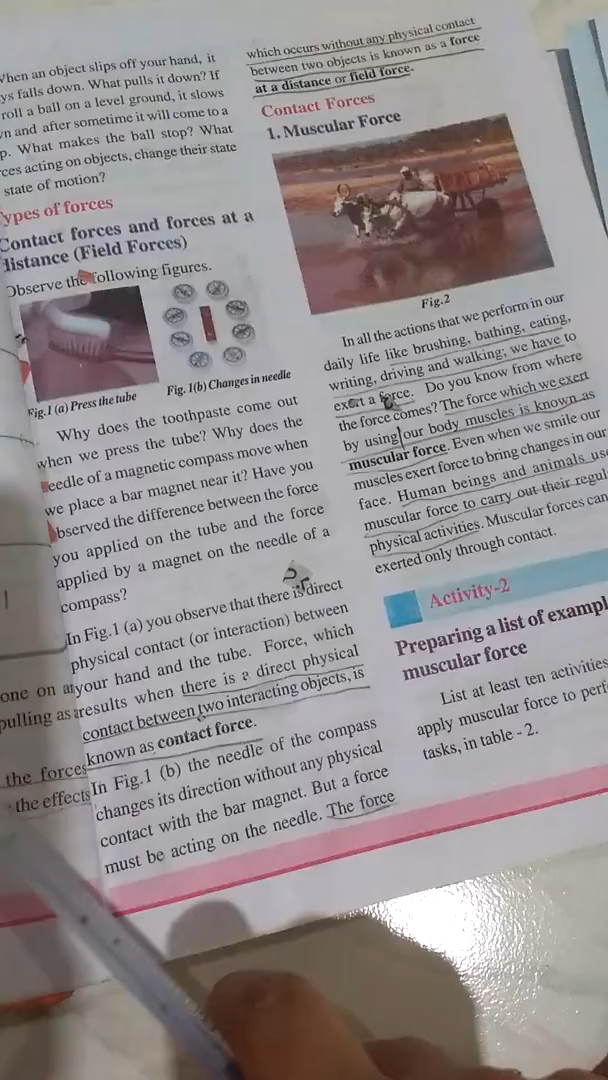 When an object slips off your hand, it
ys falls down. What pulls it down? If
roll a ball on a level ground, it slows
n and after sometime it will come to a
p. What makes the ball stop? What
ces acting on objects, change their state
state of motion?
ypes of forces
Contact forces and forces at a
distance (Field Forces)
Observe the following figures.
Fig.1 (a) Press the tube
Fig. 1(b) Changes in needle
Why does the toothpaste come out
when we press the tube? Why does the
needle of a magnetic compass move when
we place a bar magnet near it? Have you
observed the difference between the force
you applied on the tube and the force
applied by a magnet on the needle of a
compass?
In Fig.1 (a) you observe that there is direct
physical contact (or interaction) between
your hand and the tube. Force, which
results when there is a direct physical
contact between two interacting objects, is
known as contact force.
In Fig.1 (b) the needle of the compass
changes its direction without any physical
contact with the bar magnet. But a force
must be acting on the needle. The force
one on a
pulling as a
the forces
the effects
which occurs without any physical contact
between two objects is known as a force
at a distance or field force.
Contact Forces
1. Muscular Force
Fig.2
In all the actions that we perform in our
daily life like brushing, bathing, eating,
writing, driving and walking; we have to
exert a force. Do you know from where
the force comes? The force which we exert
by using our body muscles is known as
muscular force. Even when we smile our
muscles exert force to bring changes in our
face. Human beings and animals use
muscular force to carry out their regul
physical activities. Muscular forces can
exerted only through contact.
Activity-2
Preparing a list of exampl
muscular force
List at least ten activities
apply muscular force to perf
tasks, in table - 2.